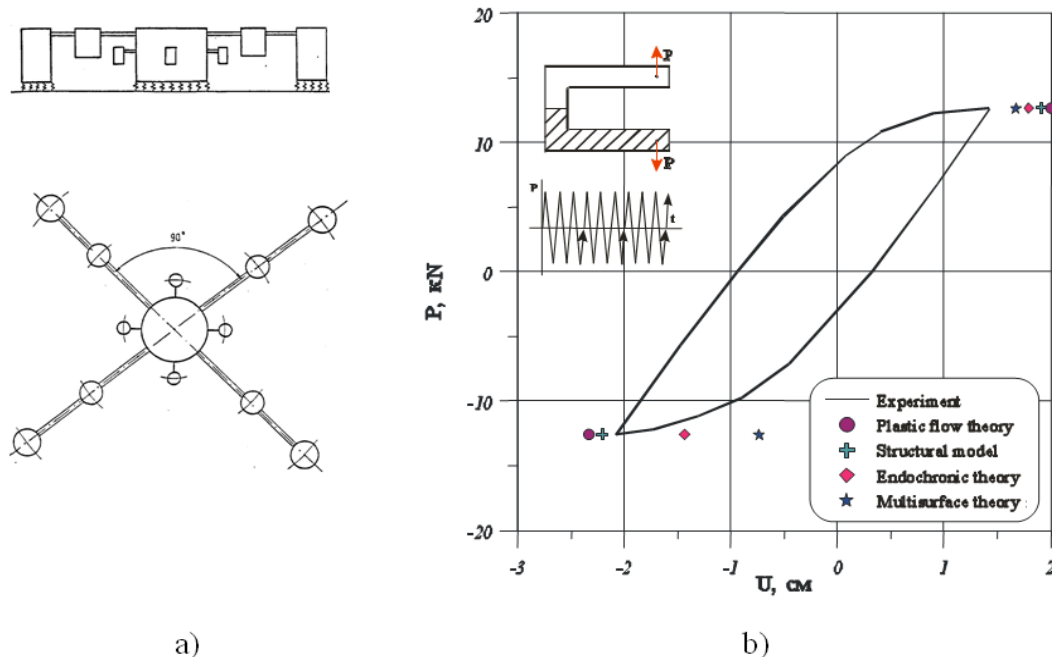 90°
20
10
0
-10
-20
P, кN
P
P
P
t
Experiment
Plastic flow theory
Structural model
Endochronic theory
Multisurface theory :
-3
-2
-1
0
1
2
U, см
a)
b)